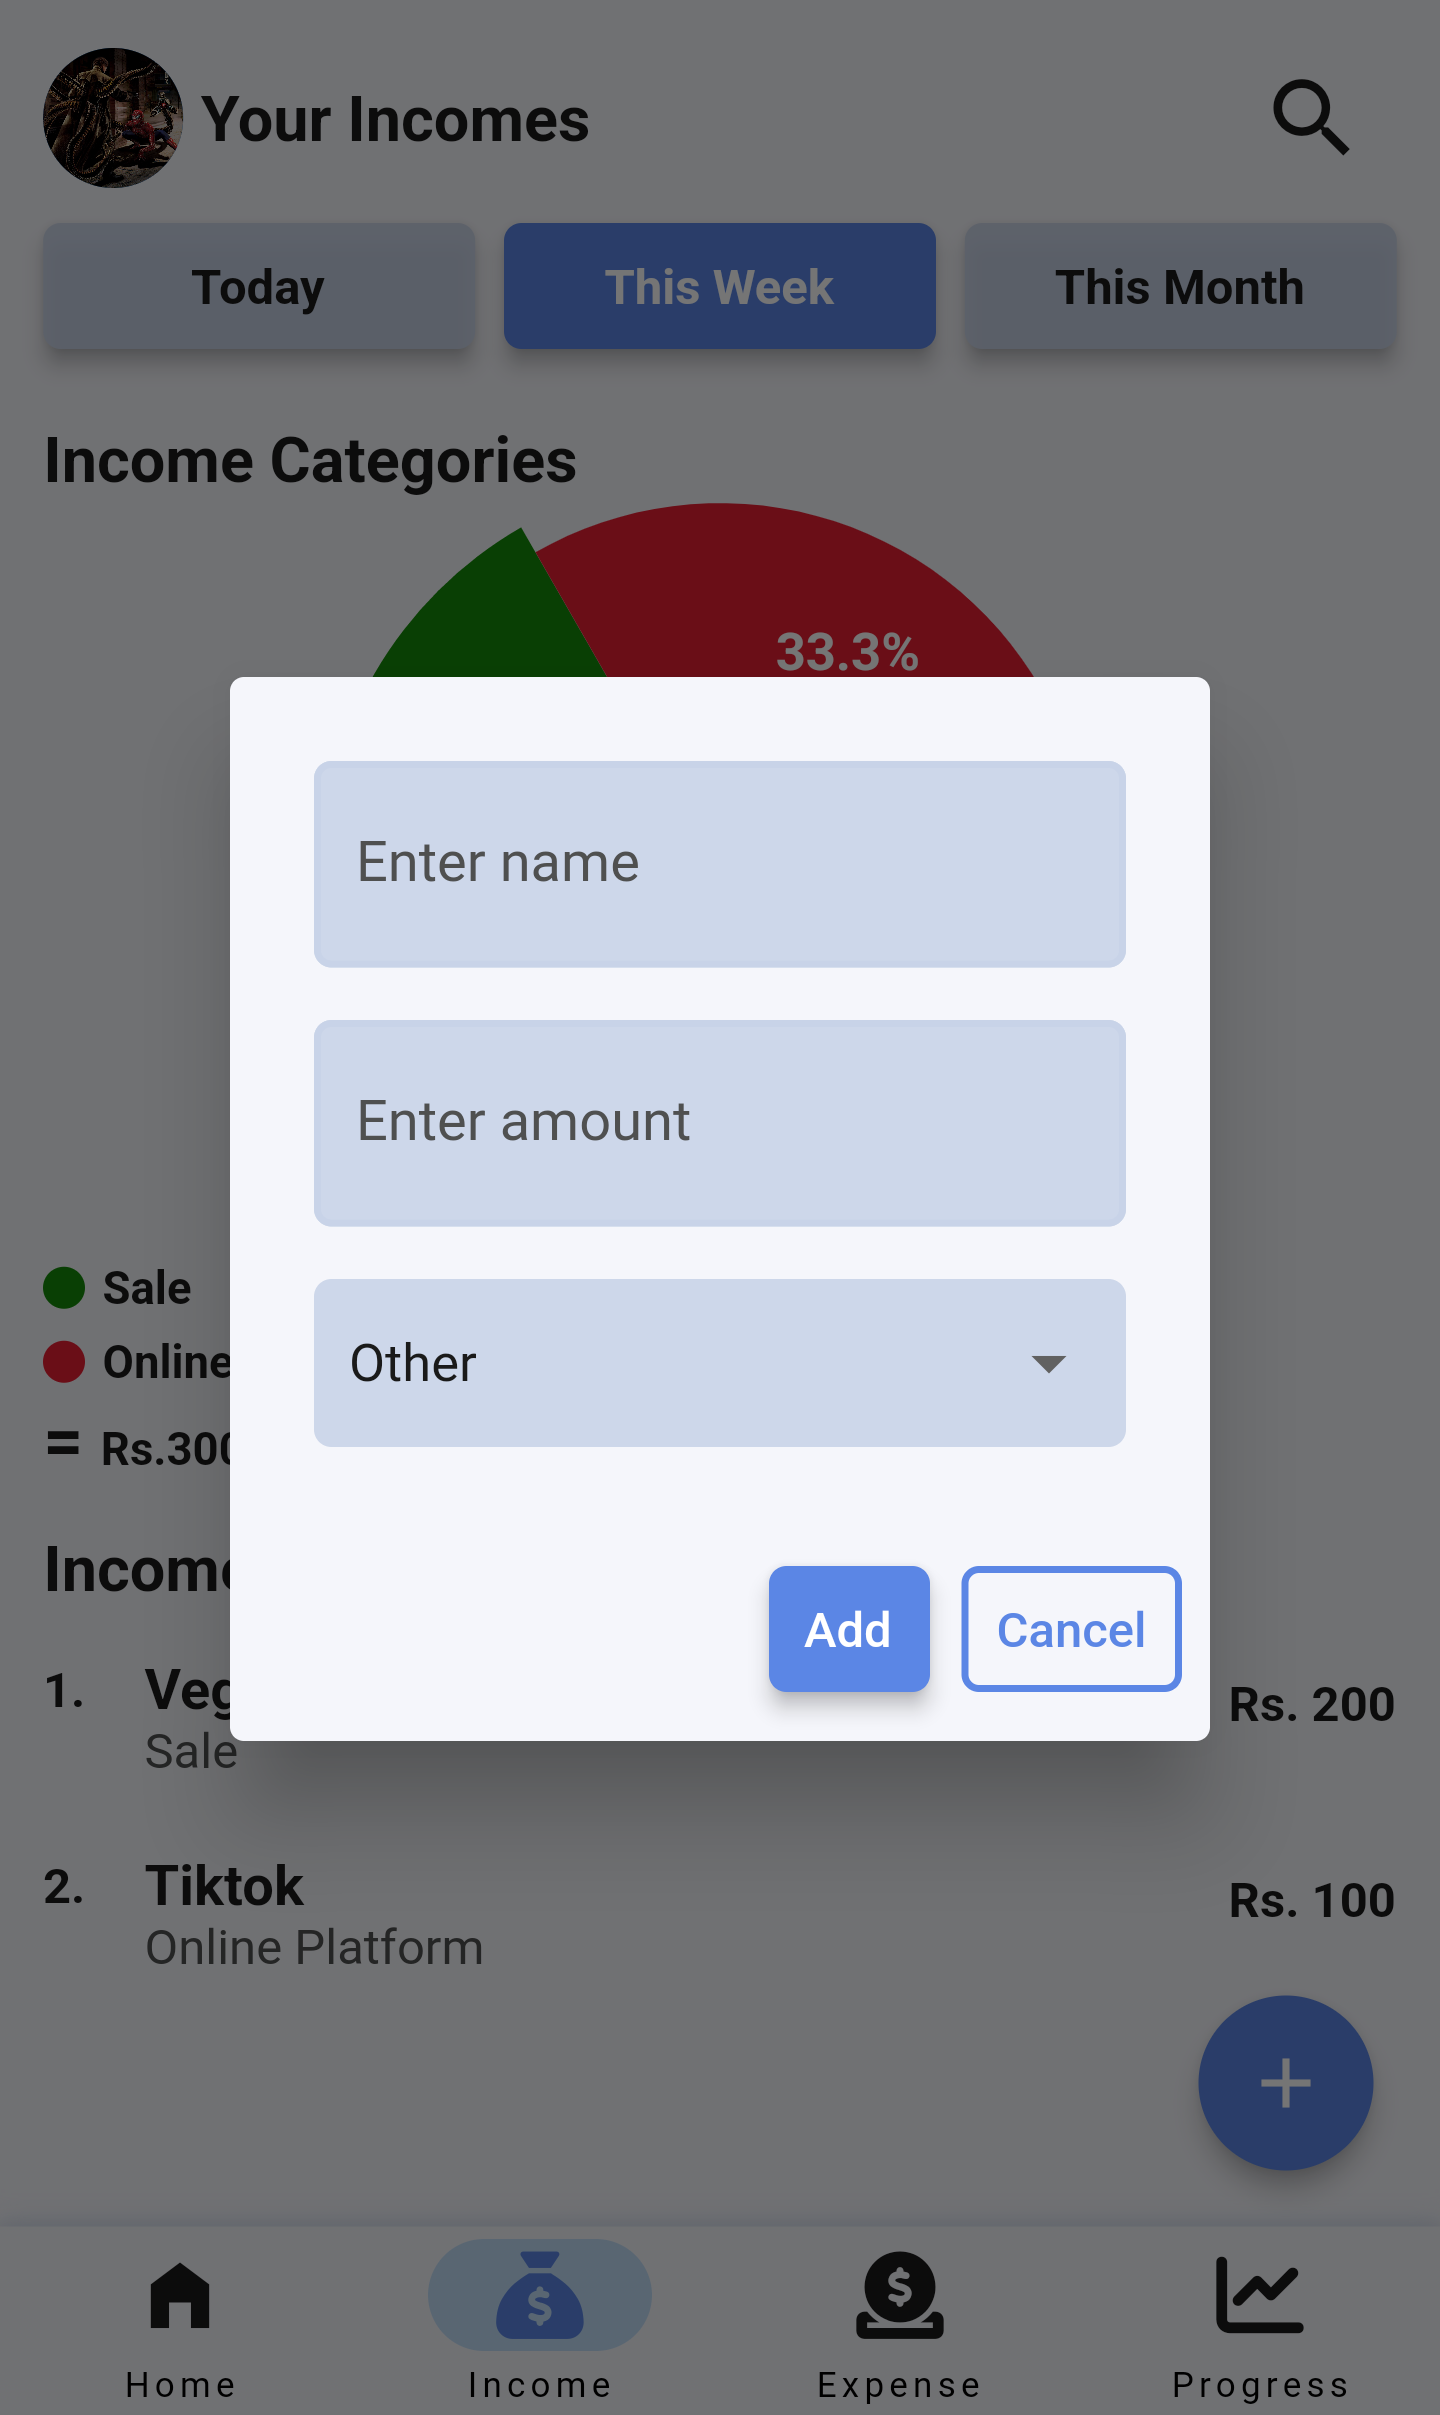 Your Incomes
Today
This Week
This Month
Income Categories
33.3%
Enter name
Enter amount
Other
Sale
Online
= Rs.300
Income
Add
Cancel
1. Veg
Sale
Rs. 200
2. Tiktok
Online Platform
Rs. 100
Home
Income
Expense
Progress